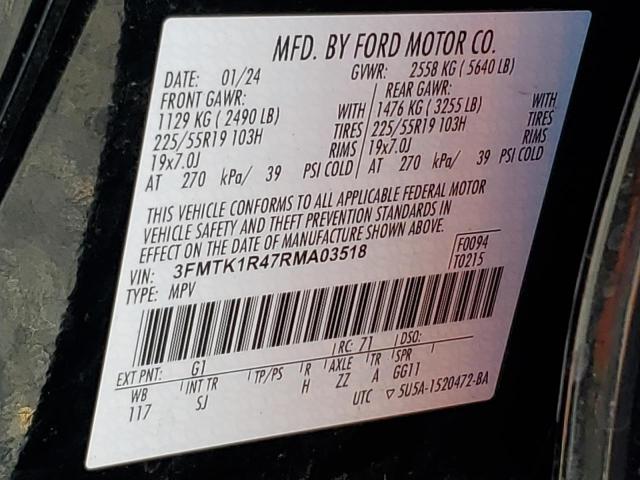 MFD. BY FORD MOTOR CO.
DATE: 01/24 GVWR: 2558 KG ( 5640 LB)
FRONT GAWR: REAR GAWR:
1129 KG ( 2490 LB) WITH 1476 KG ( 3255 LB) WITH
225/55R19 103H TIRES 225/55R19 103H TIRES
19x7.0J RIMS 19x7.0J RIMS
AT 270 kPa/ 39 PSI COLD AT 270 kPa/ 39 PSI COLD
THIS VEHICLE CONFORMS TO ALL APPLICABLE FEDERAL MOTOR
VEHICLE SAFETY AND THEFT PREVENTION STANDARDS IN
EFFECT ON THE DATE OF MANUFACTURE SHOWN ABOVE.
VIN: 3FMTK1R47RMA03518 F0094
TYPE: MPV T0215
EXT PNT: G1 RC: 71 DSO:
WB INT TR TP/PS R AXLE TR SPR
117 SJ H ZZ A GG11
UTC ▽ 5U5A-1520472-BA